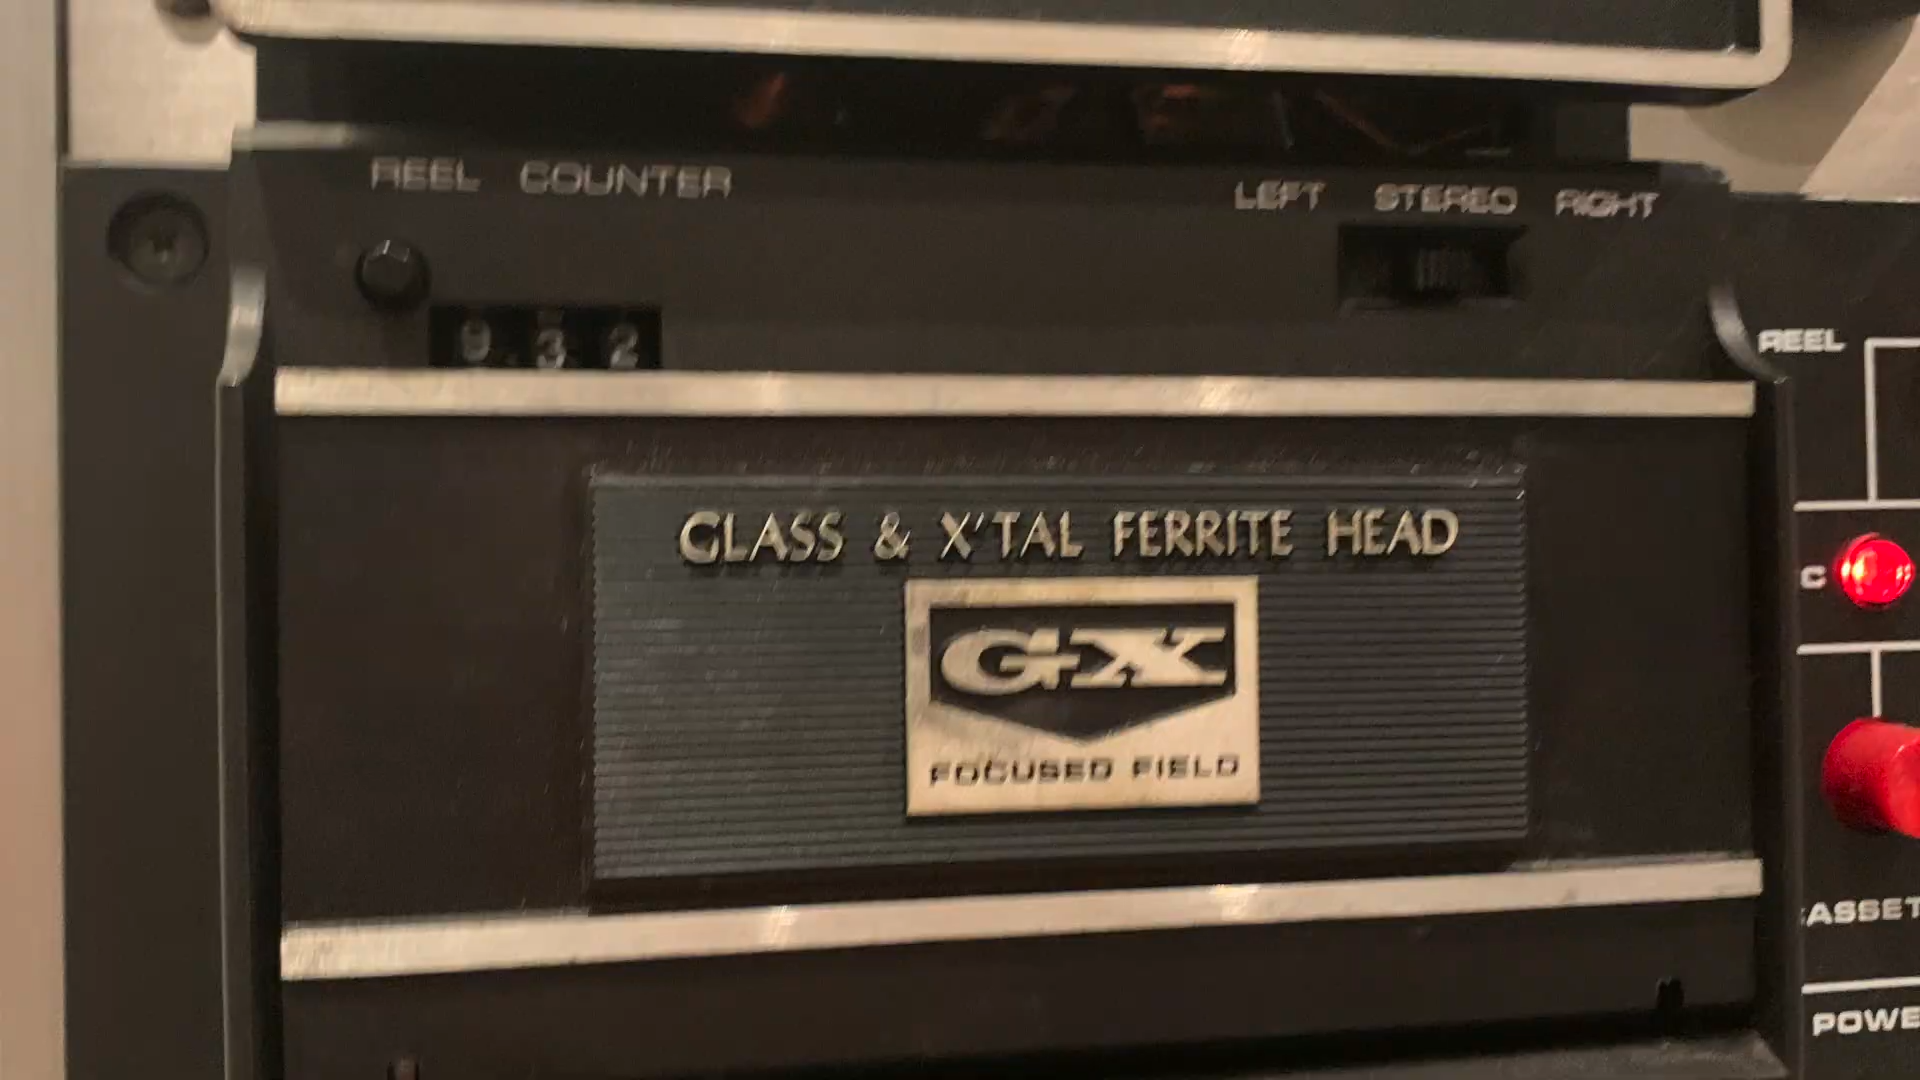 REEL COUNTER
LEFT STEREO RIGHT
932
REEL
GLASS & X'TAL FERRITE HEAD
C
GX
FOCUSED FIELD
ASSET
POWE